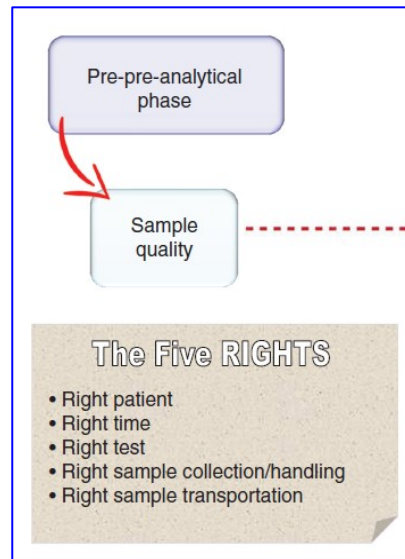 Pre-pre-analytical
phase
Sample
quality
The Five RIGHTS
• Right patient
• Right time
• Right test
• Right sample collection/handling
• Right sample transportation